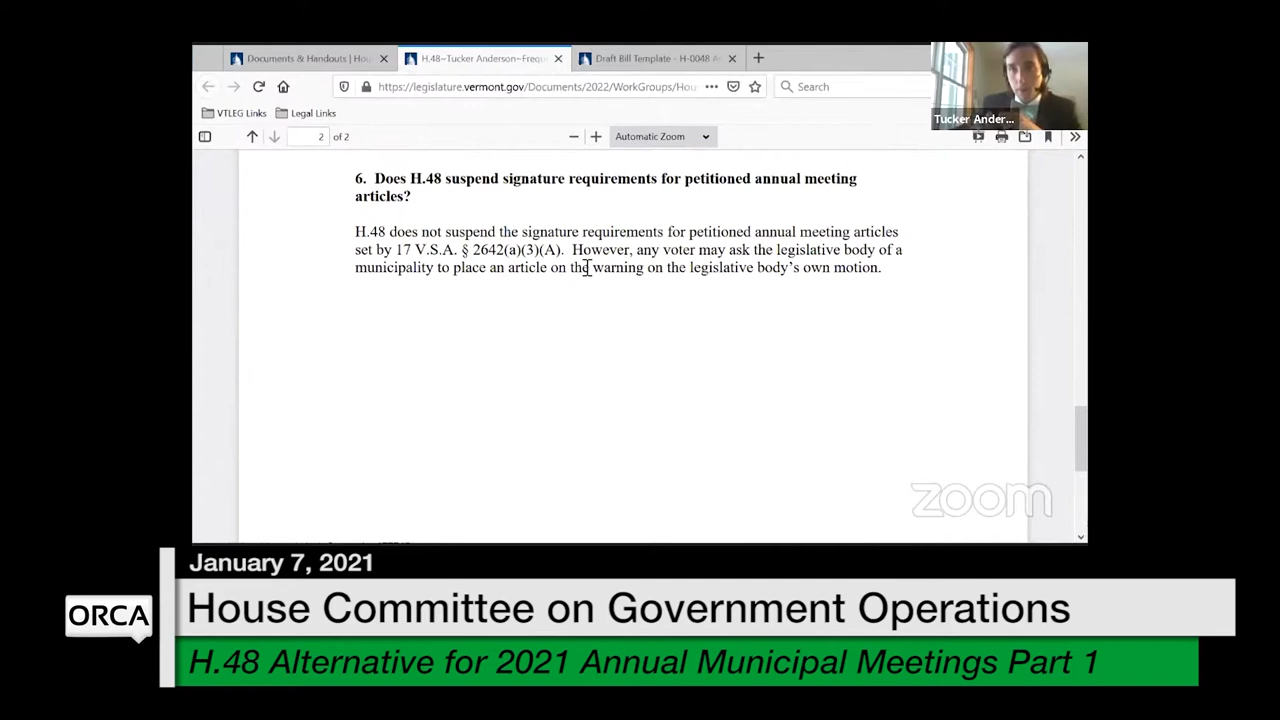 Documents & Handouts | Hou
H.48~Tucker Anderson~Frequ
Draft Bill Template - H-0048 A
https://legislature.vermont.gov/Documents/2022/WorkGroups/Hou
Search
VTLEG Links
Legal Links
Tucker Ander...
2
of 2
Automatic Zoom
6. Does H.48 suspend signature requirements for petitioned annual meeting
articles?
H.48 does not suspend the signature requirements for petitioned annual meeting articles
set by 17 V.S.A. § 2642(a)(3)(A). However, any voter may ask the legislative body of a
municipality to place an article on the warning on the legislative body's own motion.
zoom
January 7, 2021
ORCA
House Committee on Government Operations
H.48 Alternative for 2021 Annual Municipal Meetings Part 1